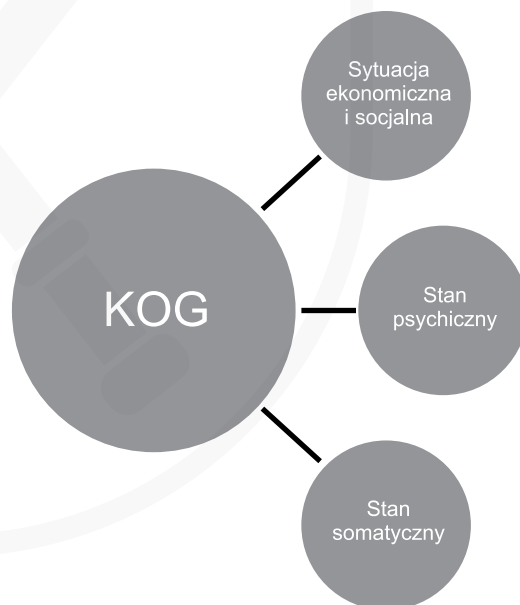 Sytuacja
ekonomiczna
i socjalna
KOG
Stan
psychiczny
Stan
somatyczny